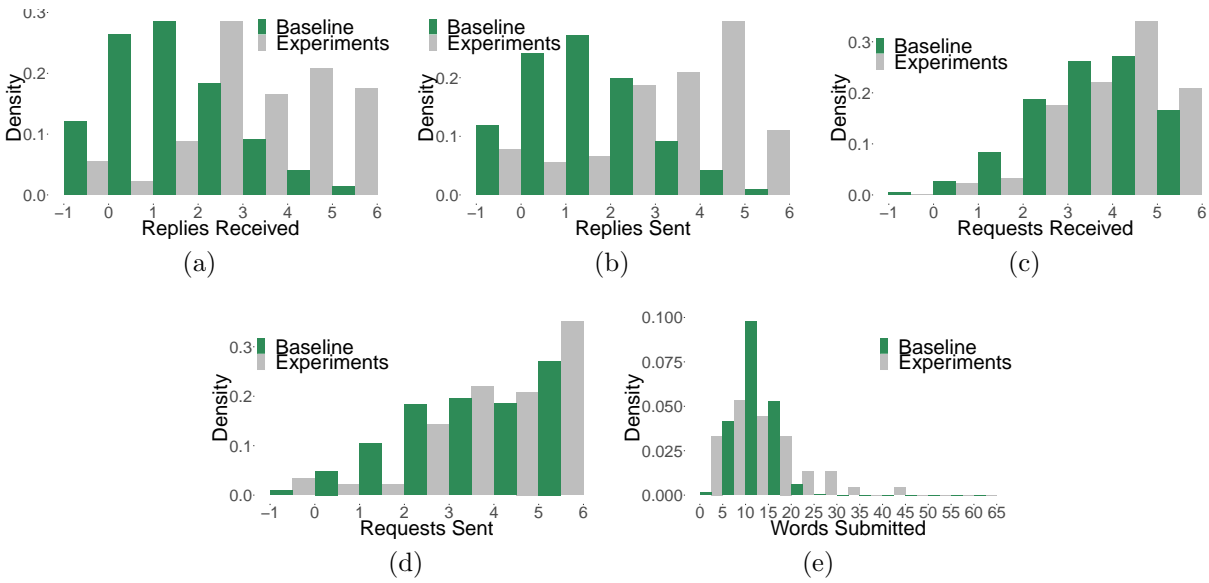 0.3
Baseline
Experiments
0.2
0.1
0.0
Density
−1 0 1 2 3 4 5 6
Replies Received
(a)
Baseline
Experiments
0.2
0.1
0.0
Density
−1 0 1 2 3 4 5 6
Replies Sent
(b)
0.3
Baseline
Experiments
0.2
0.1
0.0
Density
−1 0 1 2 3 4 5 6
Requests Received
(c)
0.3
Baseline
Experiments
0.2
0.1
0.0
Density
−1 0 1 2 3 4 5 6
Requests Sent
(d)
0.100
Baseline
Experiments
0.075
0.050
0.025
0.000
Density
0 5 10 15 20 25 30 35 40 45 50 55 60 65
Words Submitted
(e)